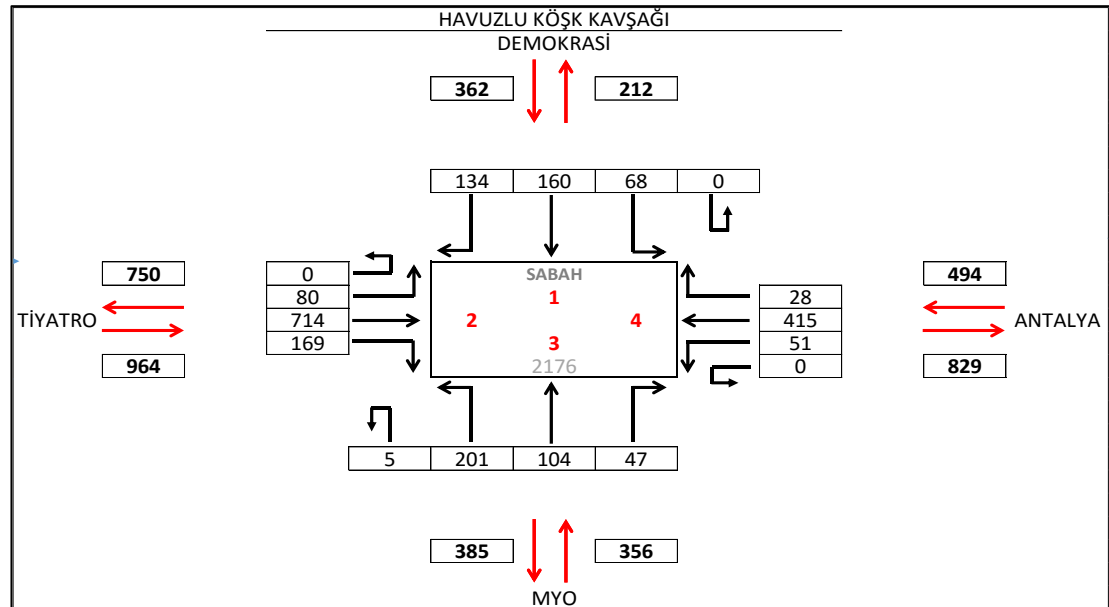 HAVUZLU KÖŞK KAVŞAĞI
DEMOKRASİ
362 212
134 160 68 0
750 0 SABAH 494
80 1 28
TİYATRO 714 2 4 415 ANTALYA
169 3 51
964 2176 0 829
5 201 104 47
385 356
MYO